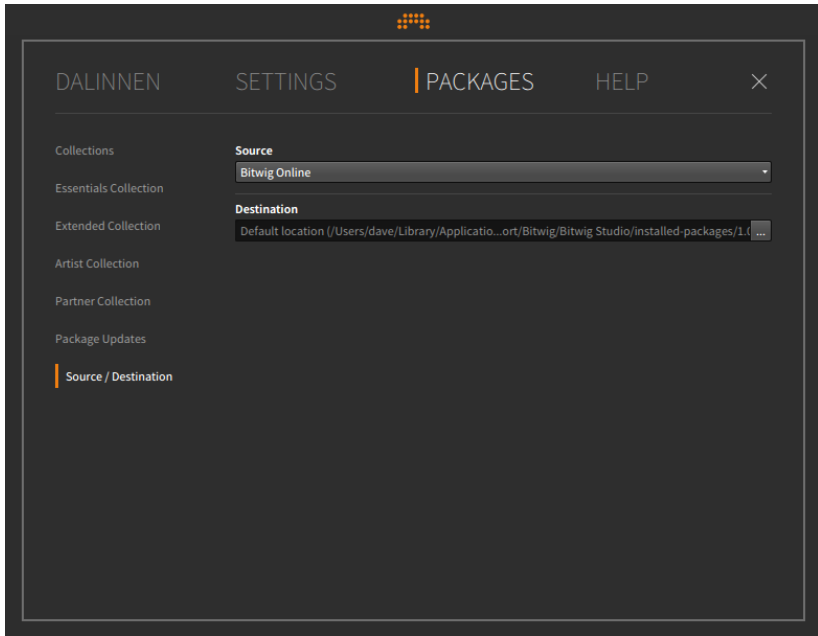 DALINNEN SETTINGS PACKAGES HELP
Collections
Essentials Collection
Extended Collection
Artist Collection
Partner Collection
Package Updates
Source / Destination
Source
Bitwig Online
Destination
Default location (/Users/dave/Library/Applicatio...ort/Bitwig/Bitwig Studio/installed-packages/1.0 ...